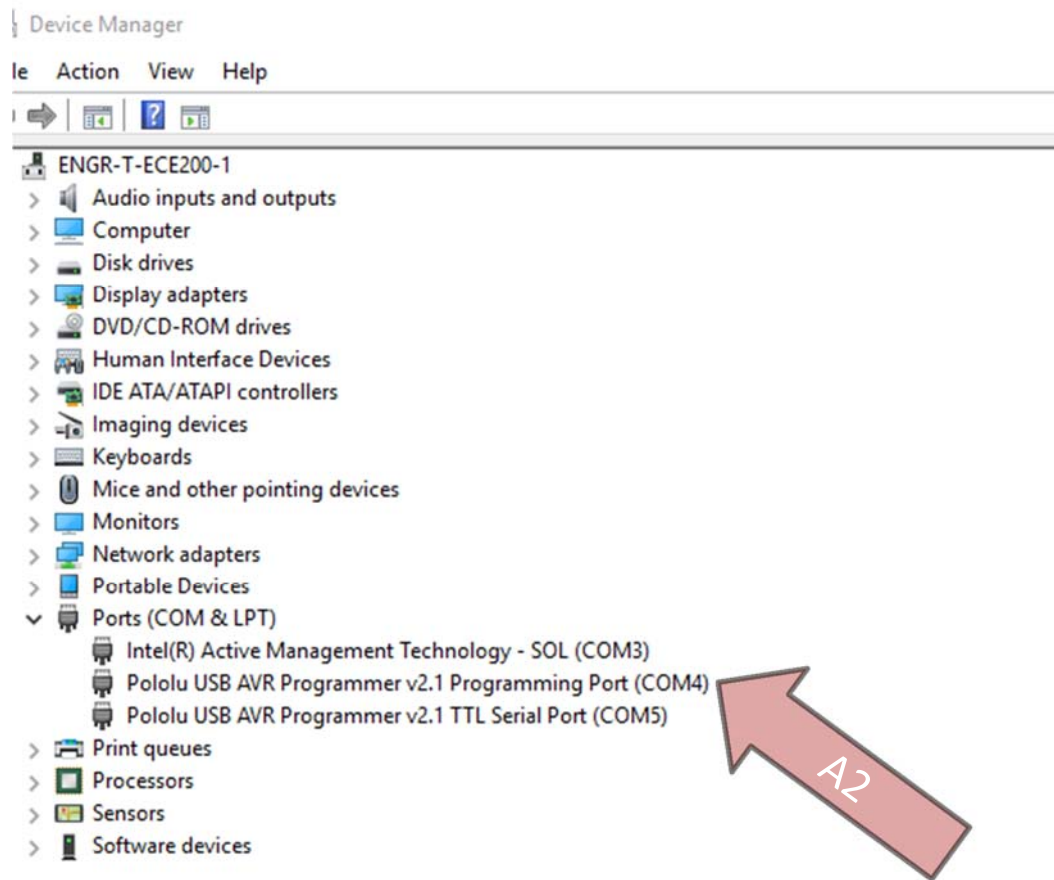 Device Manager
le Action View Help
ENGR-T-ECE200-1
Audio inputs and outputs
Computer
Disk drives
Display adapters
DVD/CD-ROM drives
Human Interface Devices
IDE ATA/ATAPI controllers
Imaging devices
Keyboards
Mice and other pointing devices
Monitors
Network adapters
Portable Devices
Ports (COM & LPT)
Intel(R) Active Management Technology - SOL (COM3)
Pololu USB AVR Programmer v2.1 Programming Port (COM4)
Pololu USB AVR Programmer v2.1 TTL Serial Port (COM5)
Print queues
A2
Processors
Sensors
Software devices